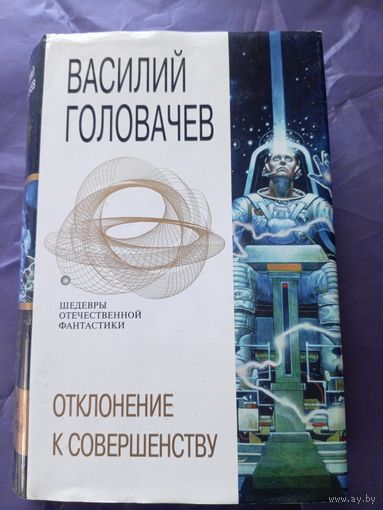 ВАСИЛИЙ
ГОЛОВАЧЕВ
ШЕДЕВРЫ
ОТЕЧЕСТВЕННОЙ
ФАНТАСТИКИ
ОТКЛОНЕНИЕ
К СОВЕРШЕНСТВУ
www.ay.by